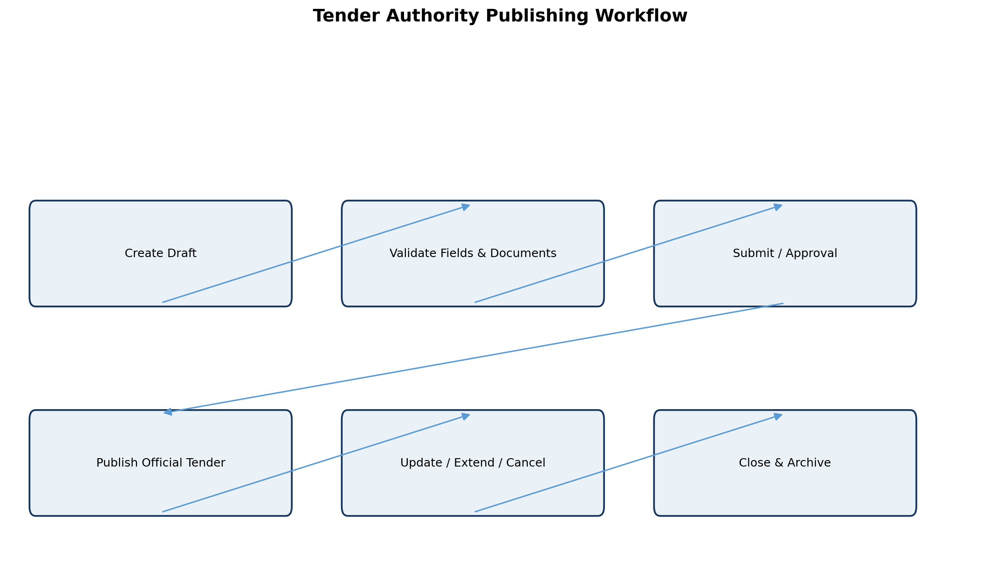 Tender Authority Publishing Workflow
Create Draft
Validate Fields & Documents
Submit / Approval
Publish Official Tender
Update / Extend / Cancel
Close & Archive